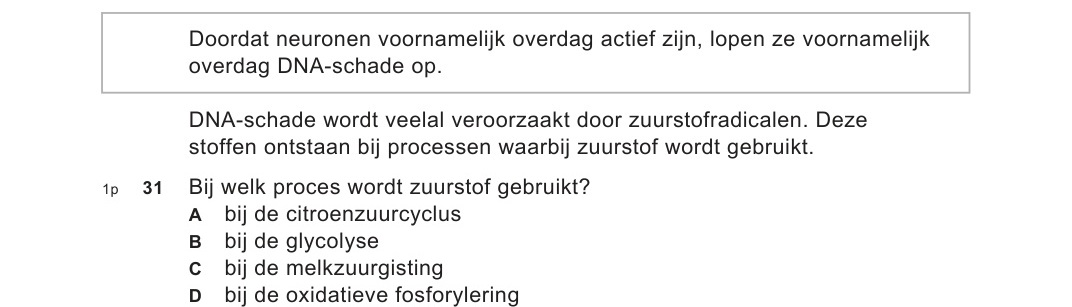 Doordat neuronen voornamelijk overdag actief zijn, lopen ze voornamelijk
overdag DNA-schade op.
DNA-schade wordt veelal veroorzaakt door zuurstofradicalen. Deze
stoffen ontstaan bij processen waarbij zuurstof wordt gebruikt.
1p 31 Bij welk proces wordt zuurstof gebruikt?
A bij de citroenzuurcyclus
B bij de glycolyse
C bij de melkzuurgisting
D bij de oxidatieve fosforylering